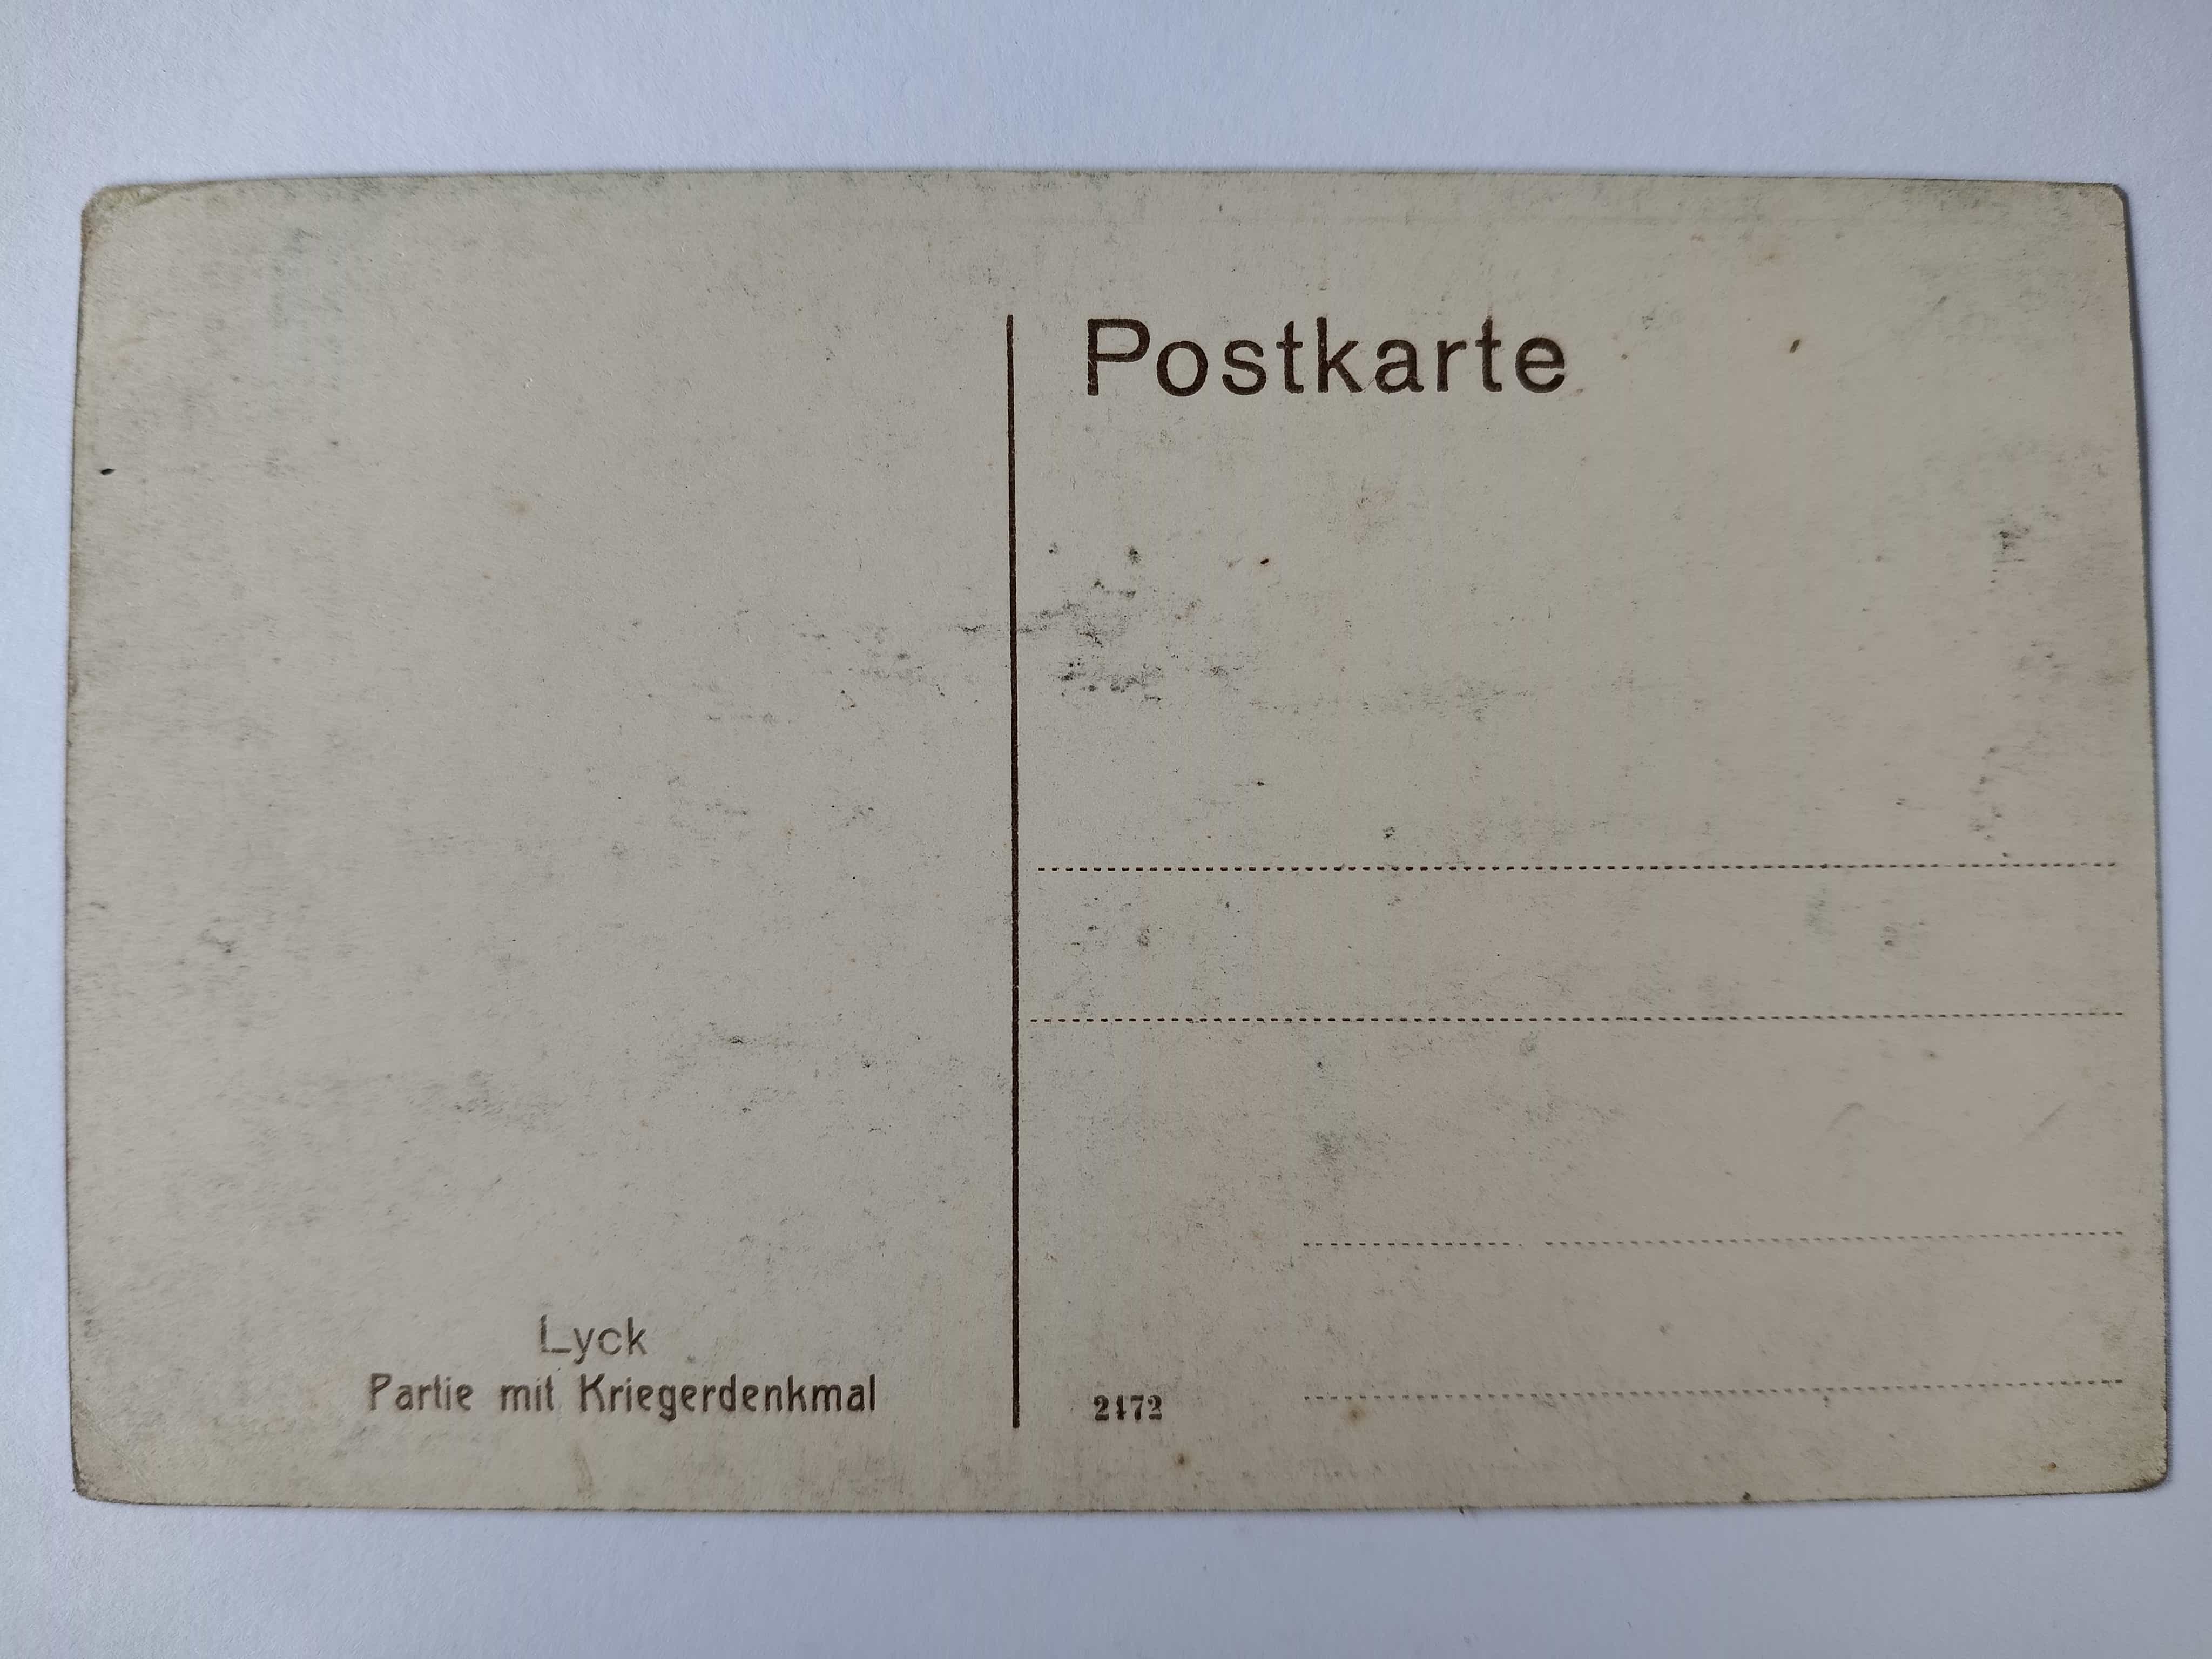 Postkarte
Lyck
Partie mit Kriegerdenkmal
2172